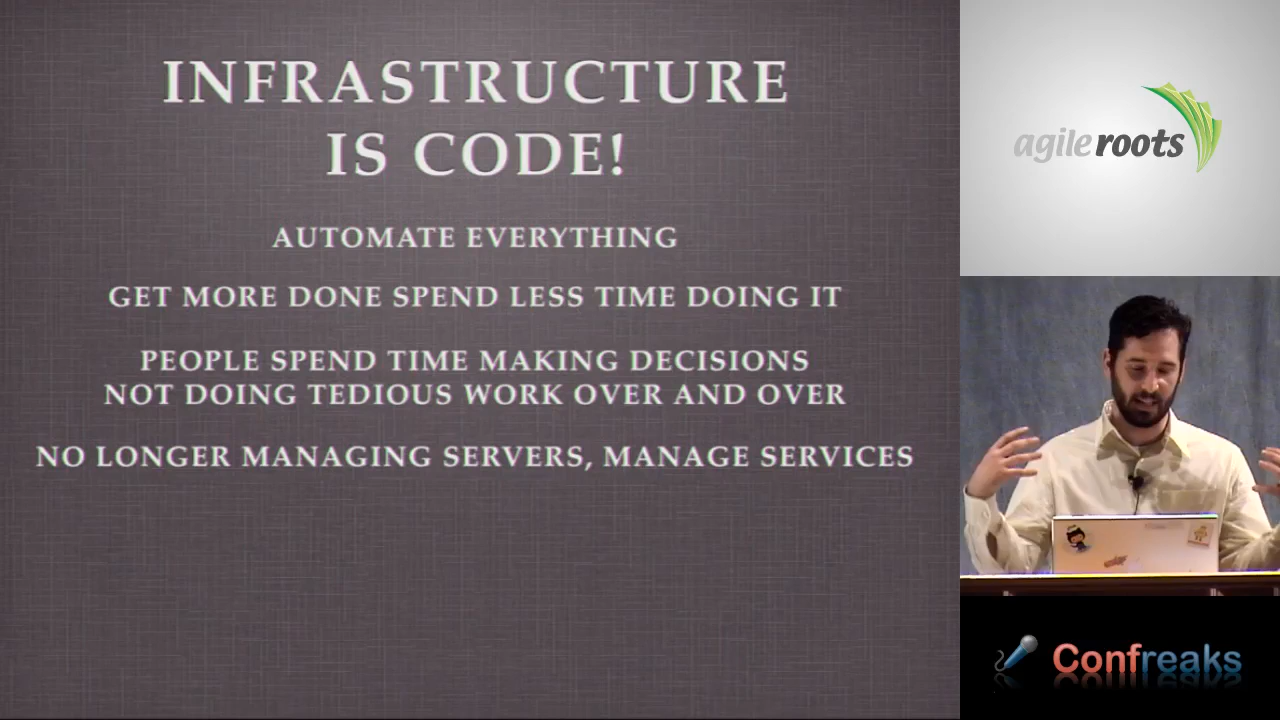 INFRASTRUCTURE
IS CODE!
AUTOMATE EVERYTHING
GET MORE DONE SPEND LESS TIME DOING IT
PEOPLE SPEND TIME MAKING DECISIONS
NOT DOING TEDIOUS WORK OVER AND OVER
NO LONGER MANAGING SERVERS, MANAGE SERVICES
agileroots
Confreaks